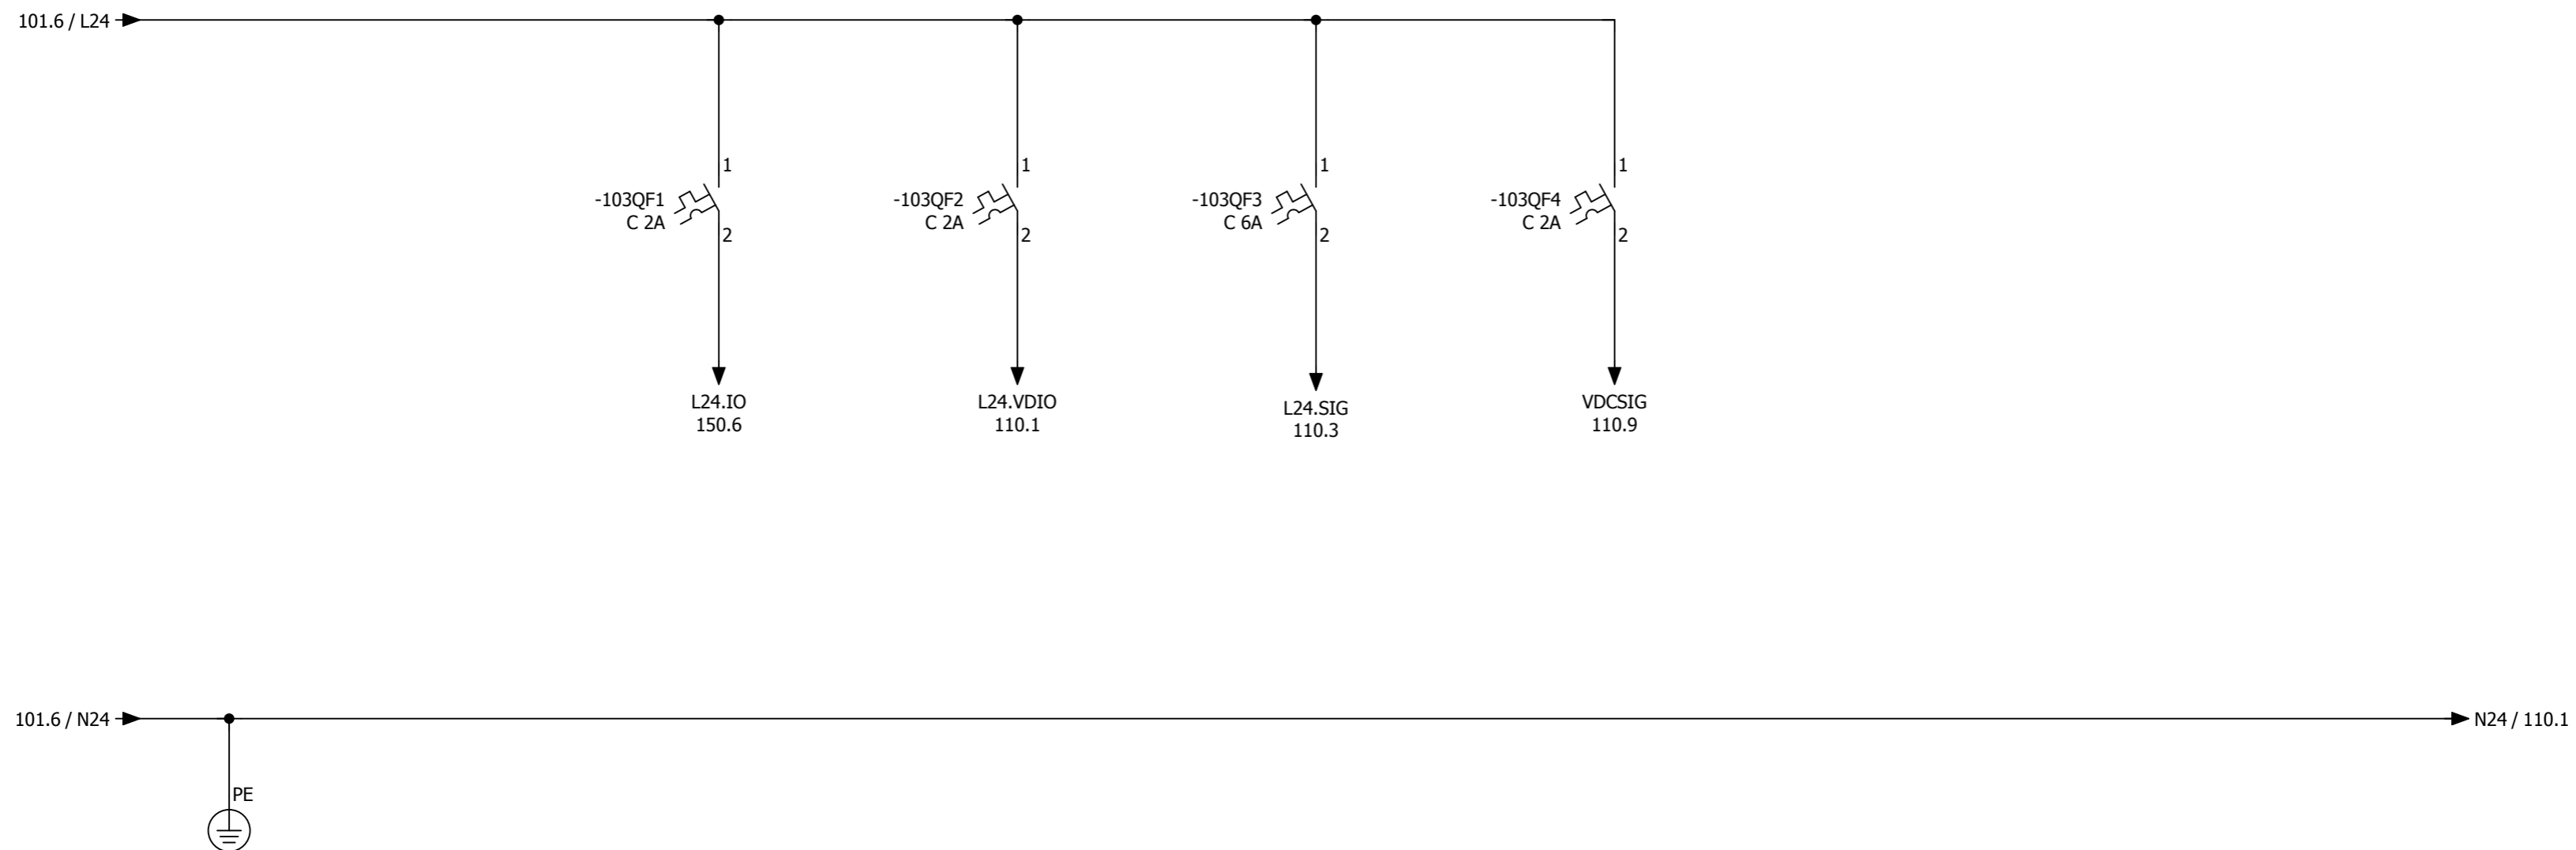 101.6 / L24
1
-103QF1
C 2A
2
L24.IO
150.6
1
-103QF2
C 2A
2
L24.VDIO
110.1
1
-103QF3
C 6A
2
L24.SIG
110.3
1
-103QF4
C 2A
2
VDCSIG
110.9
101.6 / N24
N24 / 110.1
PE